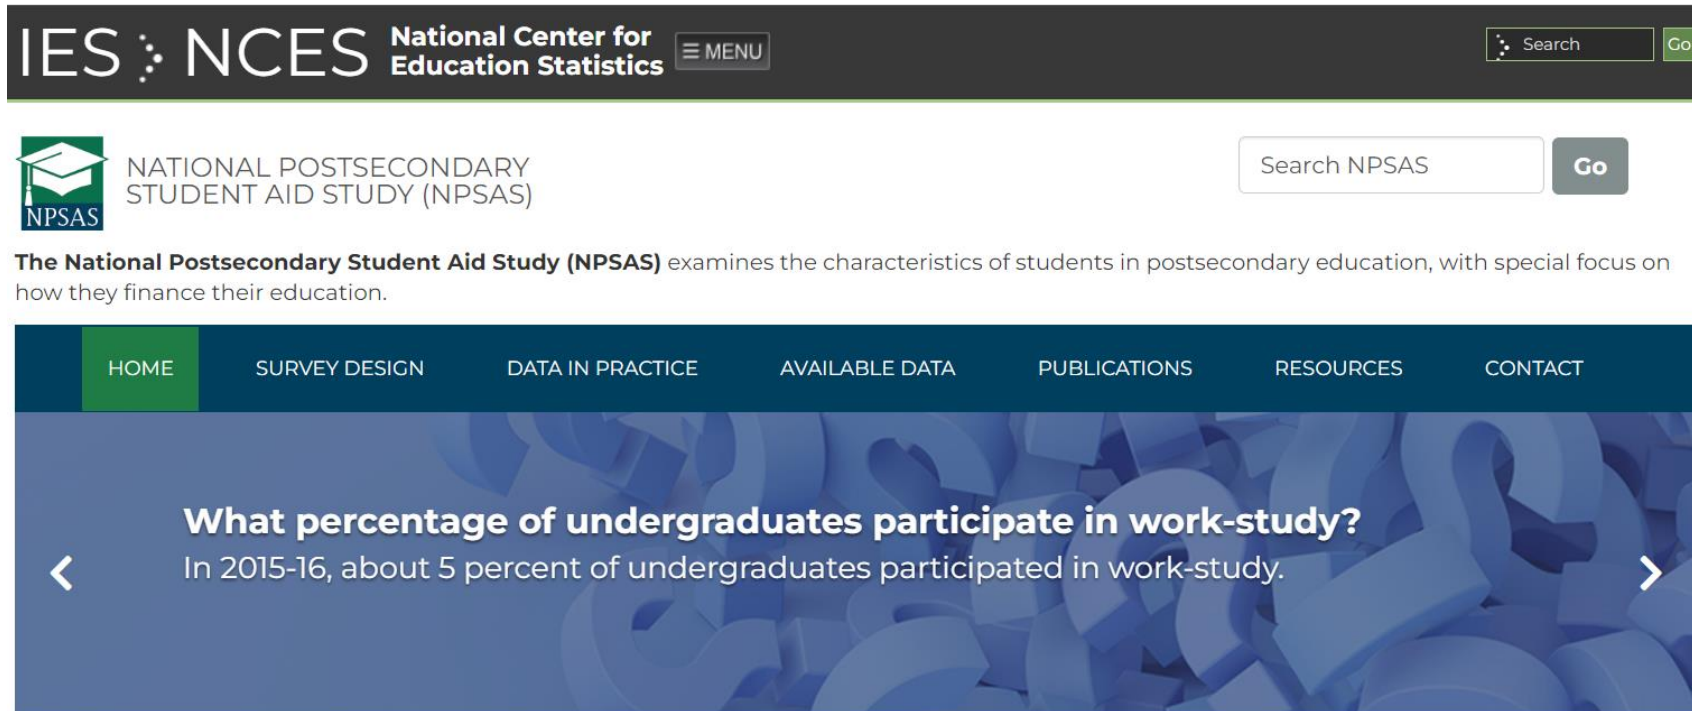 IES NCES National Center for
Education Statistics
MENU
Search
Go
NPSAS
NATIONAL POSTSECONDARY
STUDENT AID STUDY (NPSAS)
Search NPSAS
Go
The National Postsecondary Student Aid Study (NPSAS) examines the characteristics of students in postsecondary education, with special focus on
how they finance their education.
HOME SURVEY DESIGN DATA IN PRACTICE AVAILABLE DATA PUBLICATIONS RESOURCES CONTACT
What percentage of undergraduates participate in work-study?
In 2015-16, about 5 percent of undergraduates participated in work-study.